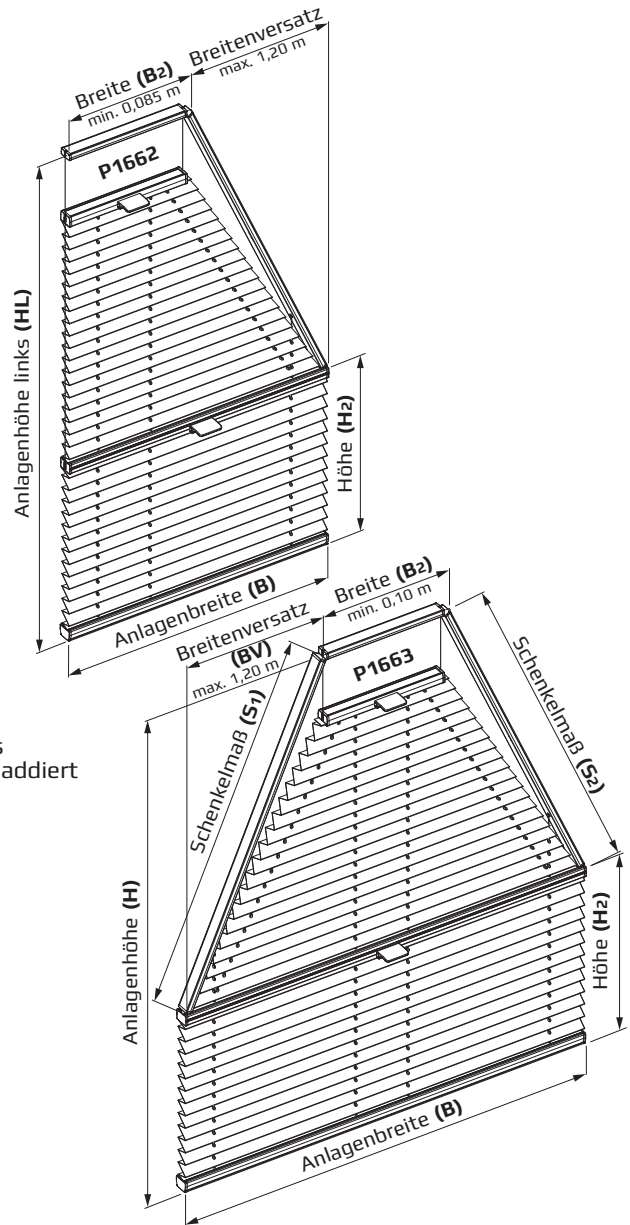 Breite (B2)
min. 0,085 m
Breitenversatz
max. 1,20 m
P1662
Anlagenhöhe links (HL)
Höhe (H2)
Anlagenbreite (B)
Breitenversatz
(BV)
max. 1,20 m
Breite (B2)
min. 0,10 m
P1663
Schenkelmaß (S1)
Schenkelmaß (S2)
s
addiert
Anlagenhöhe (H)
Höhe (H2)
Anlagenbreite (B)